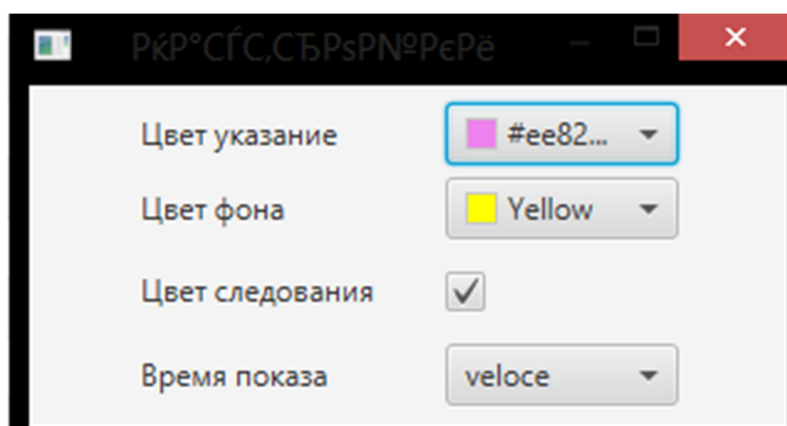 РќР°СЃС‚СЂРѕР№РєРё
Цвет указание #ee82...
Цвет фона Yellow
Цвет следования
Время показа veloce